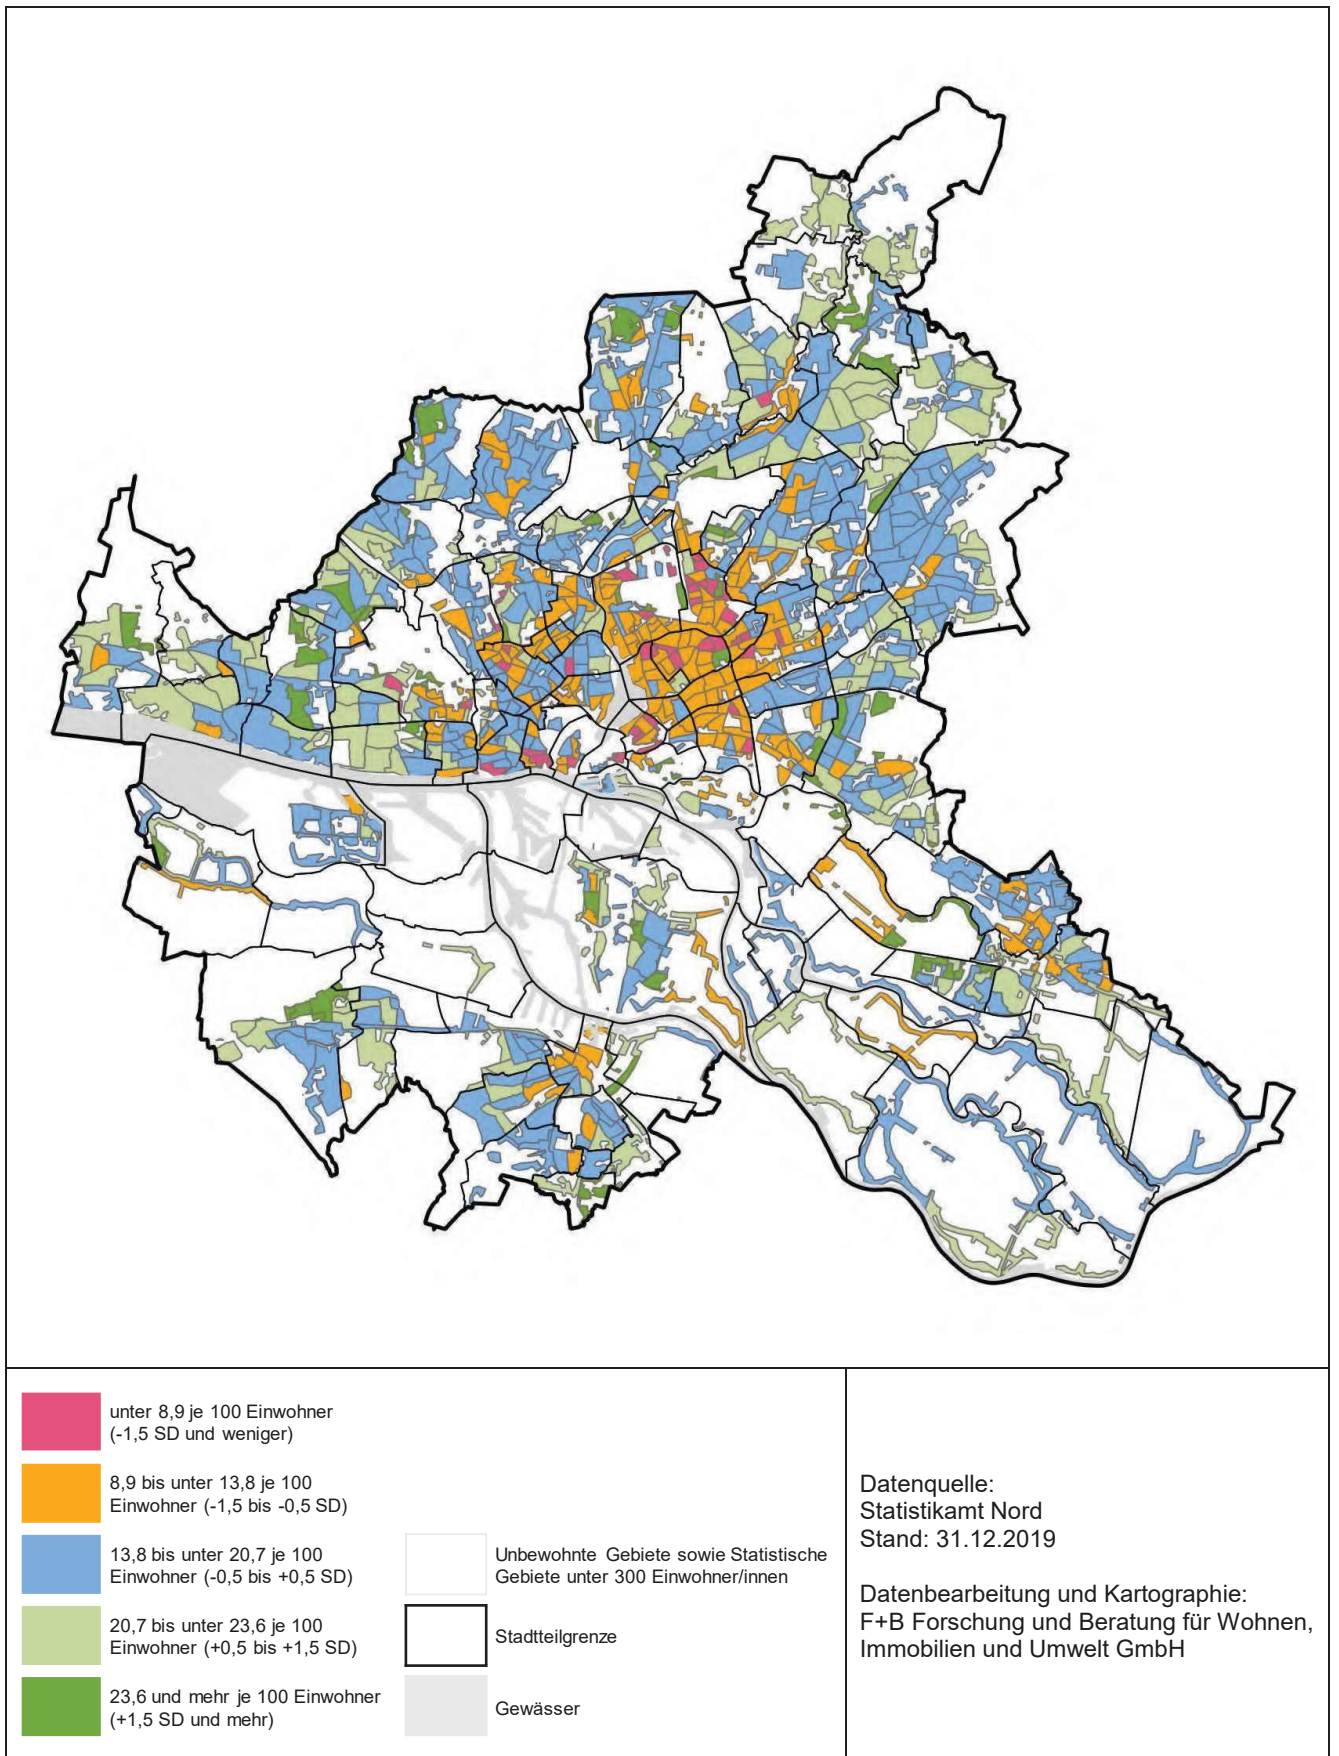 unter 8,9 je 100 Einwohner
(-1,5 SD und weniger)
8,9 bis unter 13,8 je 100
Einwohner (-1,5 bis -0,5 SD)
13,8 bis unter 20,7 je 100
Einwohner (-0,5 bis +0,5 SD)
20,7 bis unter 23,6 je 100
Einwohner (+0,5 bis +1,5 SD)
23,6 und mehr je 100 Einwohner
(+1,5 SD und mehr)
Unbewohnte Gebiete sowie Statistische
Gebiete unter 300 Einwohner/innen
Stadtteilgrenze
Gewässer
Datenquelle:
Statistikamt Nord
Stand: 31.12.2019
Datenbearbeitung und Kartographie:
F+B Forschung und Beratung für Wohnen,
Immobilien und Umwelt GmbH